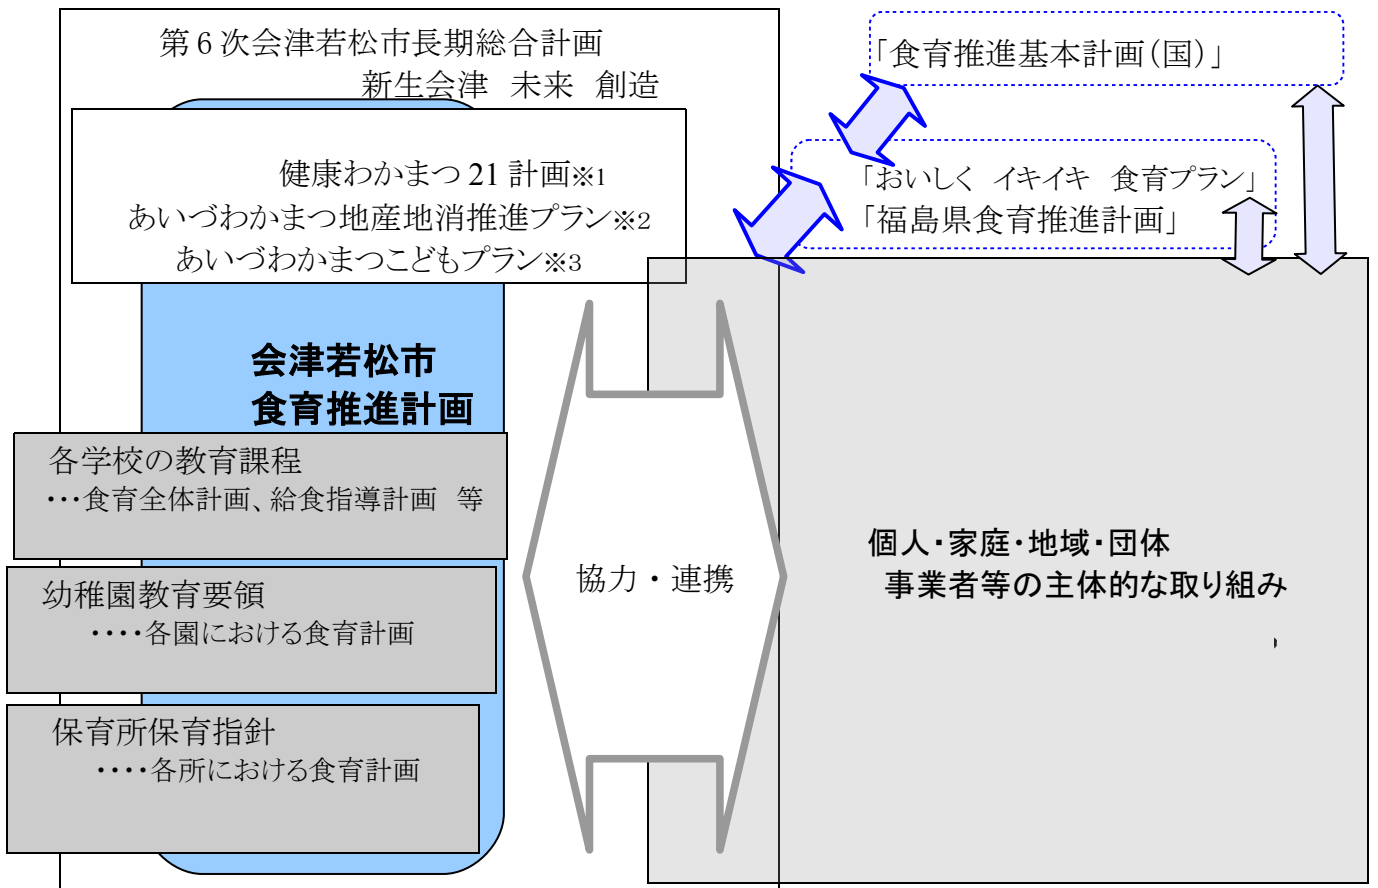 第6次会津若松市長期総合計画
新生会津　未来　創造
「食育推進基本計画(国)」
健康わかまつ 21 計画※1
あいづわかまつ地産地消推進プラン※2
あいづわかまつこどもプラン※3
「おいしく　イキイキ　食育プラン」
「福島県食育推進計画」
会津若松市
食育推進計画
各学校の教育課程
・・・食育全体計画、給食指導計画　等
幼稚園教育要領
・・・・各園における食育計画
保育所保育指針
・・・・各所における食育計画
協力・連携
個人・家庭・地域・団体
事業者等の主体的な取り組み